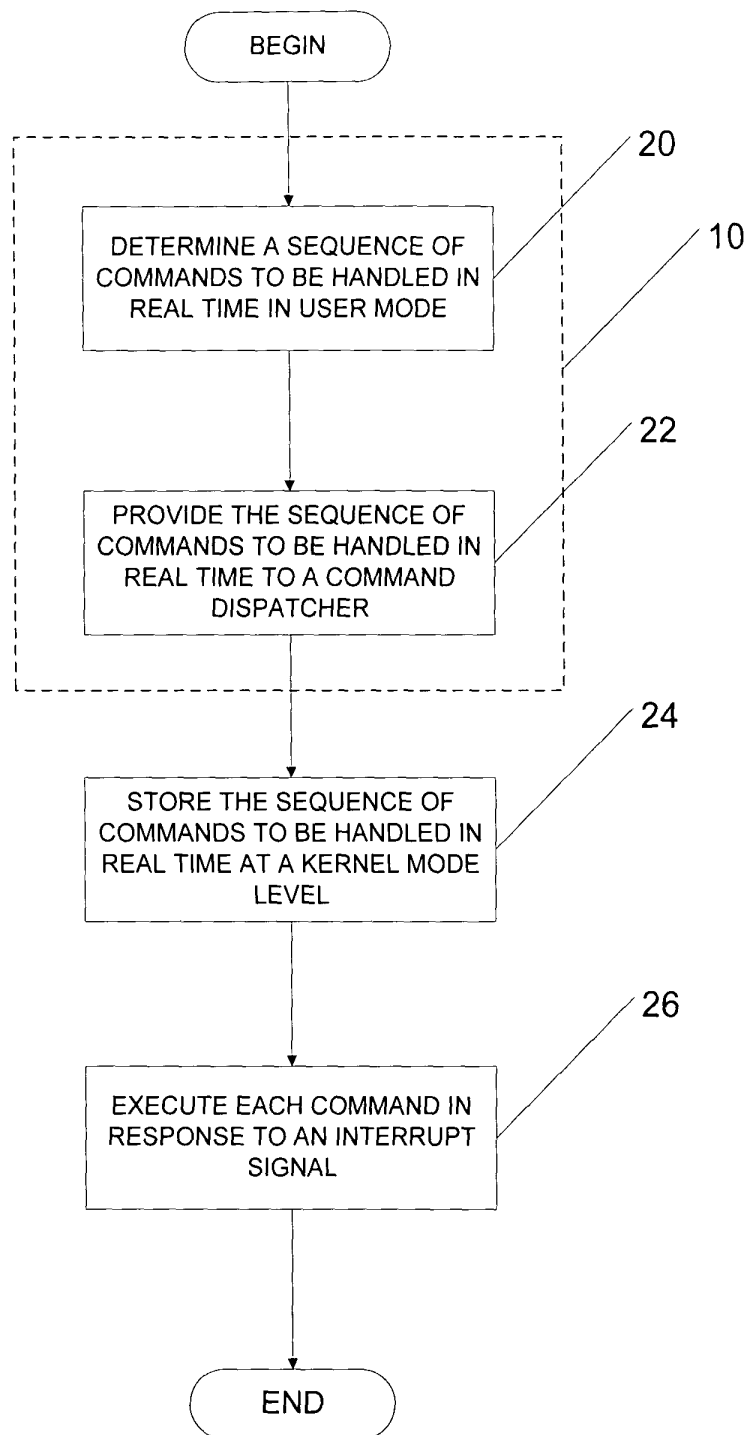 BEGIN
20
10
DETERMINE A SEQUENCE OF
COMMANDS TO BE HANDLED IN
REAL TIME IN USER MODE
22
PROVIDE THE SEQUENCE OF
COMMANDS TO BE HANDLED IN
REAL TIME TO A COMMAND
DISPATCHER
24
STORE THE SEQUENCE OF
COMMANDS TO BE HANDLED IN
REAL TIME AT A KERNEL MODE
LEVEL
26
EXECUTE EACH COMMAND IN
RESPONSE TO AN INTERRUPT
SIGNAL
END